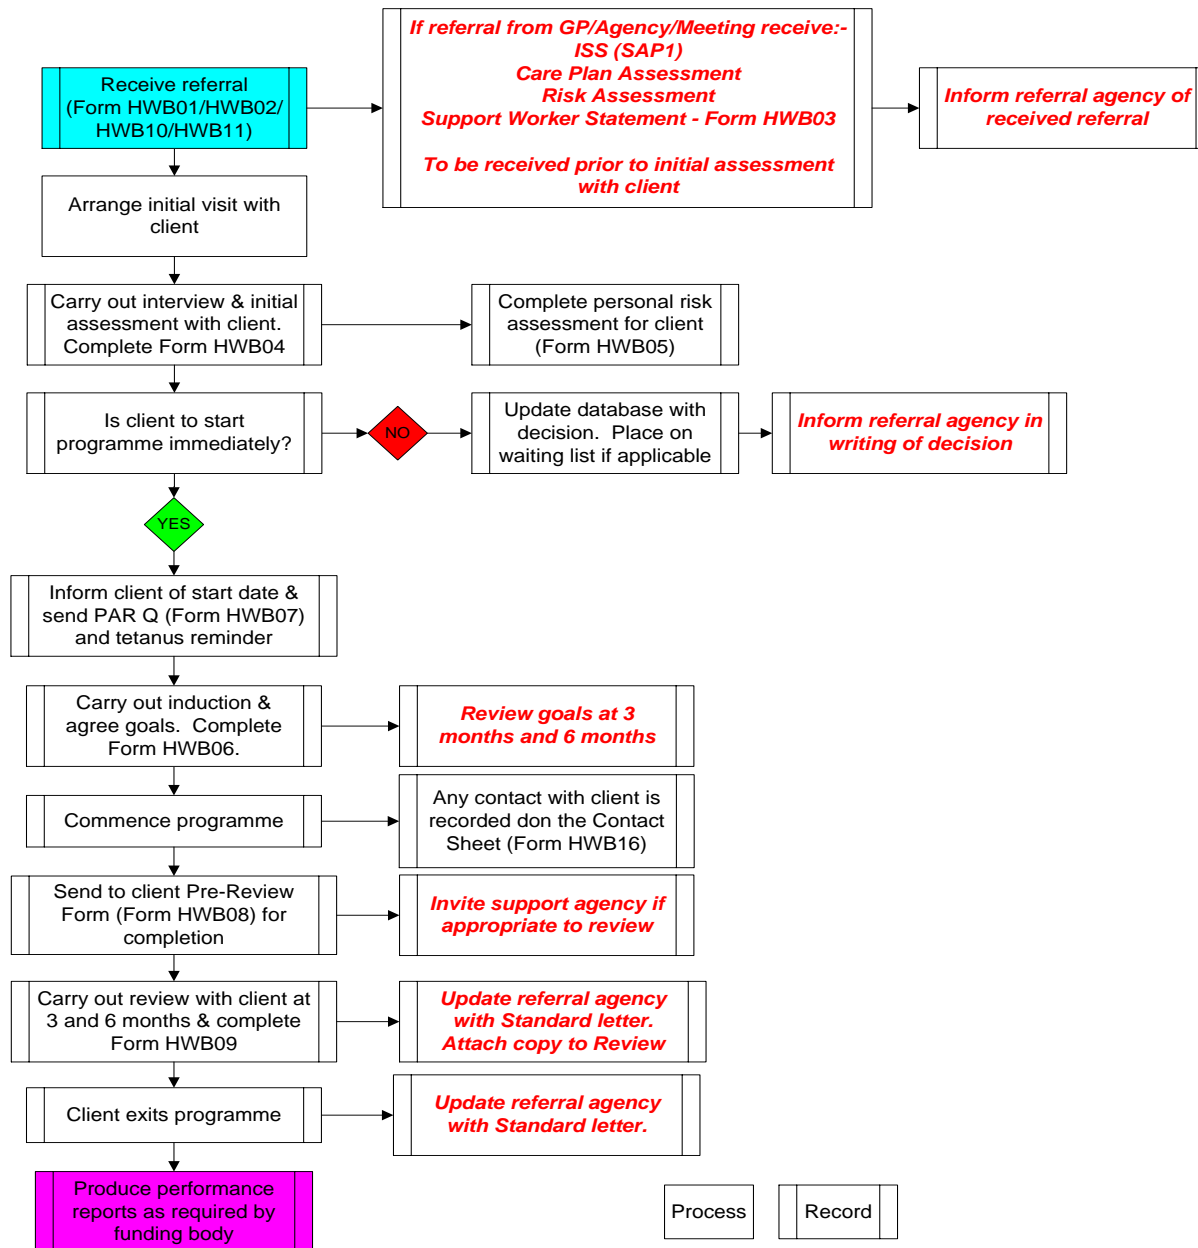 Receive referral
(Form HWB01/HWB02/
HWB10/HWB11)
If referral from GP/Agency/Meeting receive:-
ISS (SAP1)
Care Plan Assessment
Risk Assessment
Support Worker Statement - Form HWB03
To be received prior to initial assessment
with client
Inform referral agency of
received referral
Arrange initial visit with
client
Carry out interview & initial
assessment with client.
Complete Form HWB04
Complete personal risk
assessment for client
(Form HWB05)
Is client to start
programme immediately?
NO
Update database with
decision.  Place on
waiting list if applicable
Inform referral agency in
writing of decision
YES
Inform client of start date &
send PAR Q (Form HWB07)
and tetanus reminder
Carry out induction &
agree goals.  Complete
Form HWB06.
Review goals at 3
months and 6 months
Commence programme
Any contact with client is
recorded don the Contact
Sheet (Form HWB16)
Send to client Pre-Review
Form (Form HWB08) for
completion
Invite support agency if
appropriate to review
Carry out review with client at
3 and 6 months & complete
Form HWB09
Update referral agency
with Standard letter.
Attach copy to Review
Client exits programme
Update referral agency
with Standard letter.
Produce performance
reports as required by
funding body
Process
Record